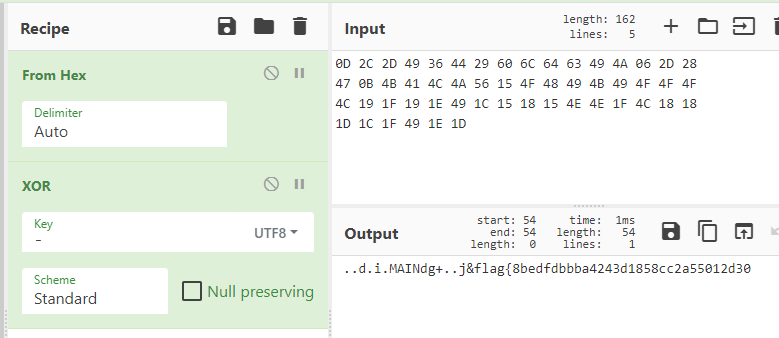 Recipe
From Hex
Delimiter
Auto
XOR
Key
-
UTF8
Scheme
Standard
Null preserving
Input
length: 162
lines: 5
0D 2C 2D 49 36 44 29 60 6C 64 63 49 4A 06 2D 28
47 0B 4B 41 4C 4A 56 15 4F 48 49 4B 49 4F 4F 4F
4C 19 1F 19 1E 49 1C 15 18 15 4E 4E 1F 4C 18 18
1D 1C 1F 49 1E 1D
Output
start: 54
end: 54
length: 0
time: 1ms
length: 54
lines: 1
..d.i.MAINdg+..j&flag{8bedfdbbba4243d1858cc2a55012d30